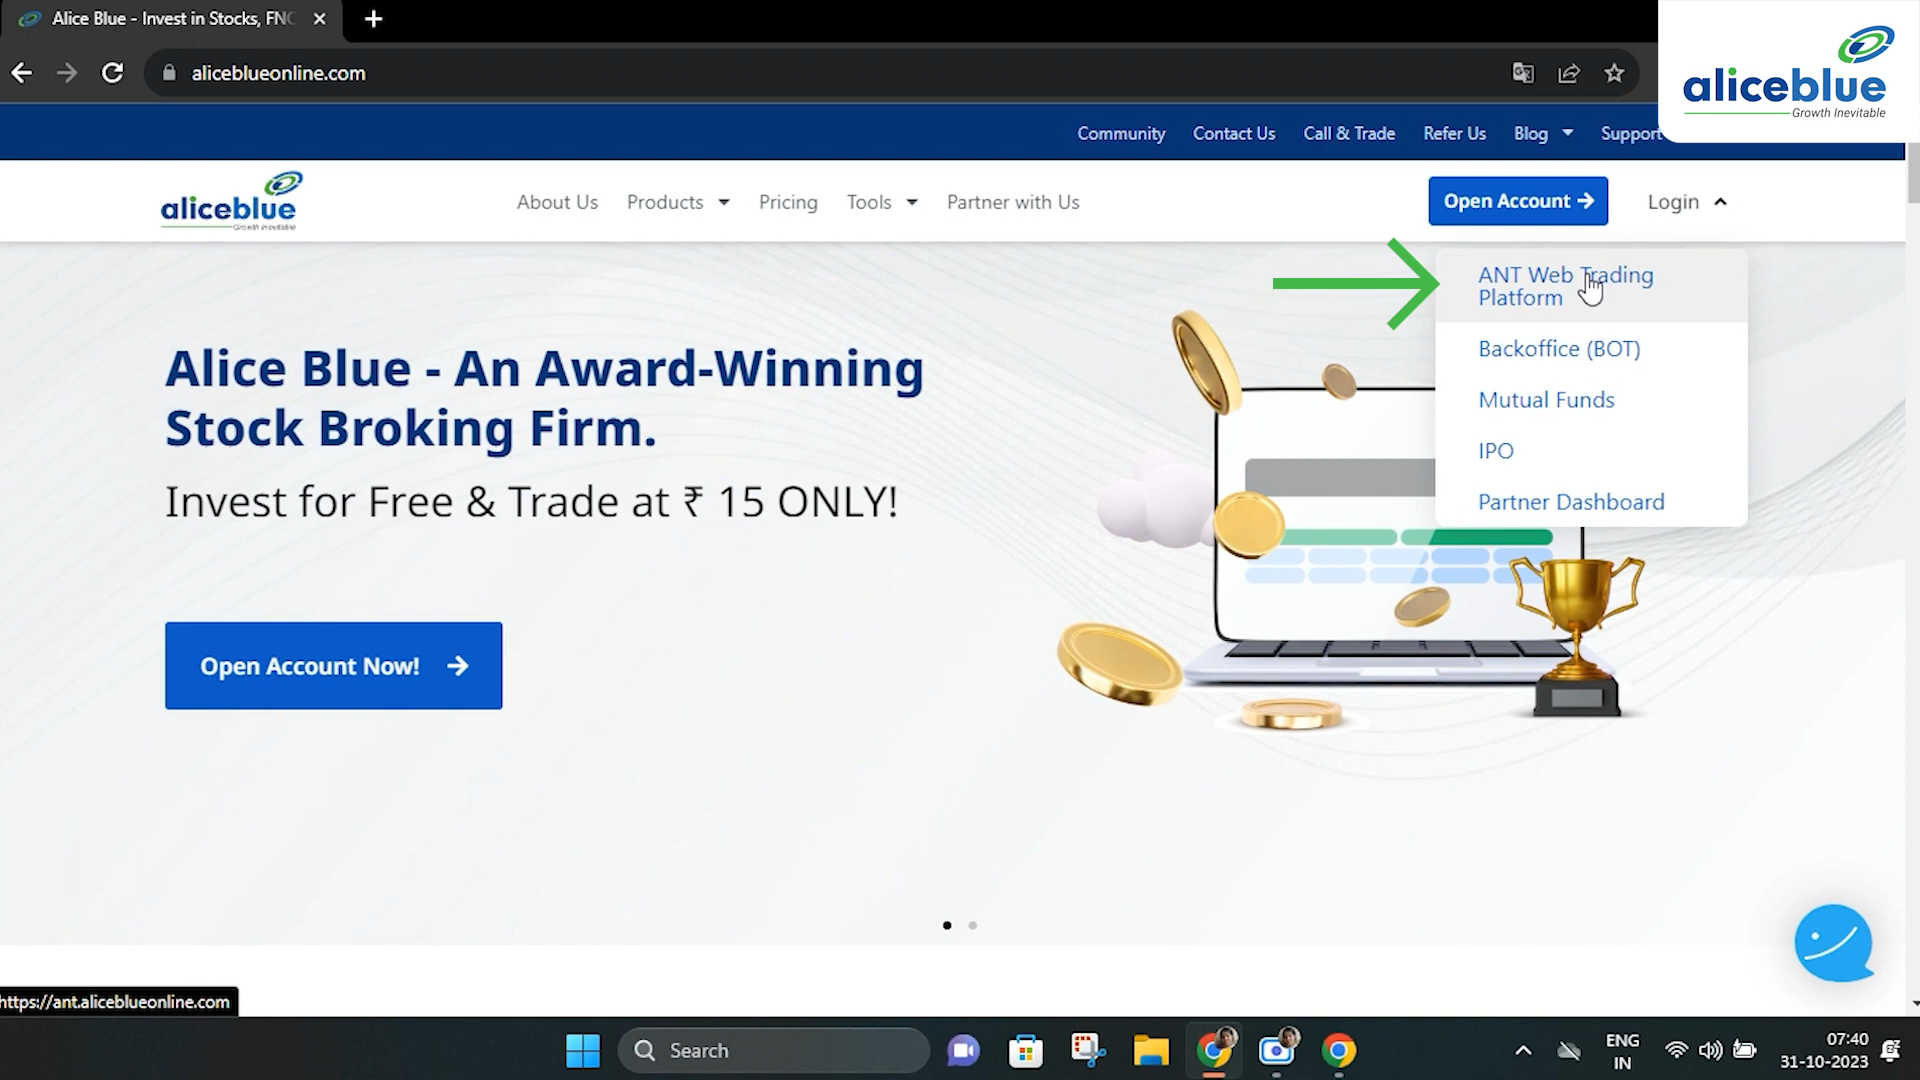 Alice Blue - Invest in Stocks, FNO
aliceblueonline.com
aliceblue
Growth Inevitable
Community Contact Us Call & Trade Refer Us Blog Support
aliceblue
Growth Inevitable
About Us Products Pricing Tools Partner with Us Open Account Login
ANT Web Trading
Platform
Backoffice (BOT)
Mutual Funds
IPO
Partner Dashboard
Alice Blue - An Award-Winning
Stock Broking Firm.
Invest for Free & Trade at ₹ 15 ONLY!
Open Account Now!
https://ant.aliceblueonline.com
Search
ENG
IN
07:40
31-10-2023